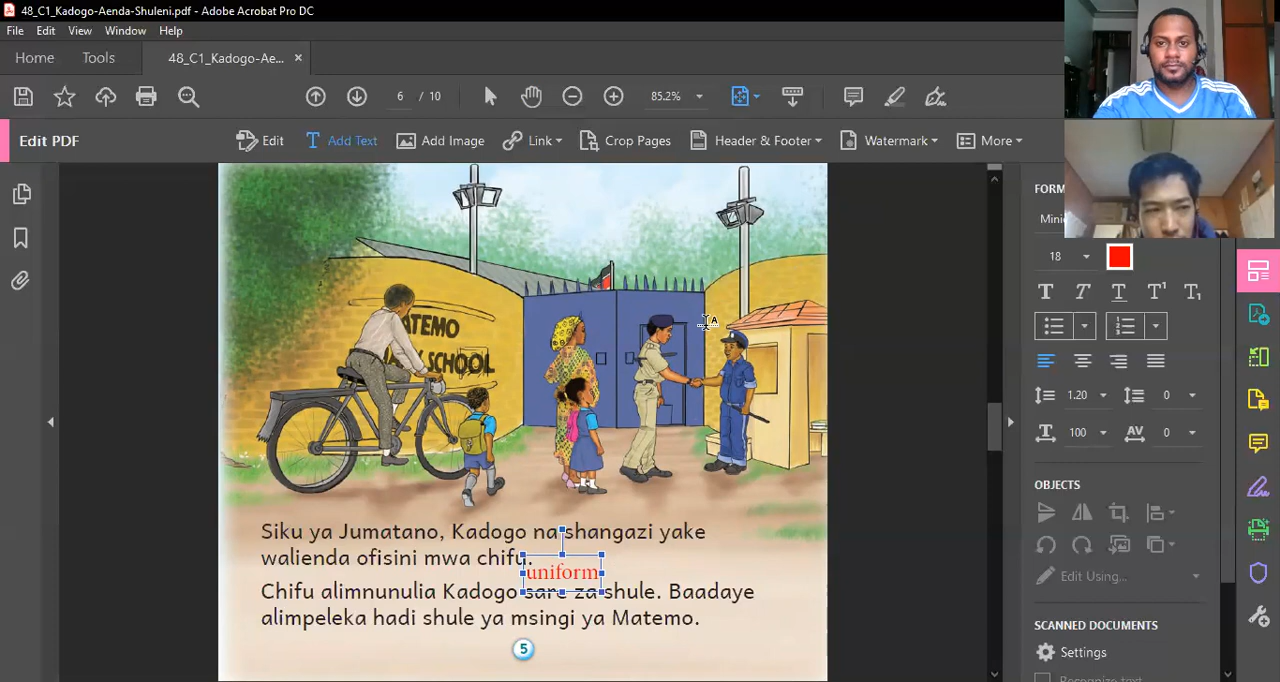 48_C1_Kadogo-Aenda-Shuleni.pdf - Adobe Acrobat Pro DC
File Edit View Window Help
Home Tools 48_C1_Kadogo-Ae... ×
6 / 10 85.2%
Edit PDF Edit Add Text Add Image Link Crop Pages Header & Footer Watermark More
FORM
Mini
18
1.20 0
100 AV 0
OBJECTS
Edit Using...
SCANNED DOCUMENTS
Settings
Recognize text
ATEMO
SCHOOL
Siku ya Jumatano, Kadogo na shangazi yake
walienda ofisini mwa chifu.
uniform
Chifu alimnunulia Kadogo sare za shule. Baadaye
alimpeleka hadi shule ya msingi ya Matemo.
5